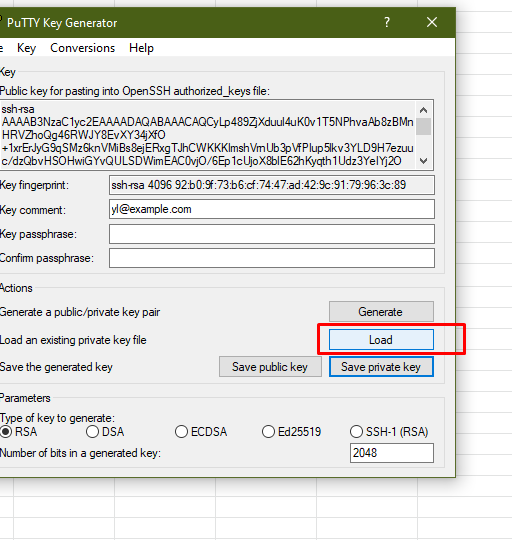 PuTTY Key Generator
Key Conversions Help
Key
Public key for pasting into OpenSSH authorized_keys file:
ssh-rsa
AAAAB3NzaC1yc2EAAAADAQABAAACAQCyLp489ZjXduuI4uK0v1T5NPhvaAb8zBMn
HRVZhoQg46RWJY8EvXY34jXfO
+1xrErJyG9qSMz6knVMiBs8ejERxgTJhCWKKKlmshVmUb3pVfPlup5lkv3YLD9H7ezuu
c/dzQbvHSOHwiGYvQULSDWimEAC0vjO/6Ep1cUjoX8bIE62hKyqth1Udz3YeIYj2O
Key fingerprint: ssh-rsa 4096 92:b0:9f:73:b6:cf:74:47:ad:42:9c:91:79:96:3c:89
Key comment: yl@example.com
Key passphrase:
Confirm passphrase:
Actions
Generate a public/private key pair Generate
Load an existing private key file Load
Save the generated key Save public key Save private key
Parameters
Type of key to generate:
RSA DSA ECDSA Ed25519 SSH-1 (RSA)
Number of bits in a generated key: 2048